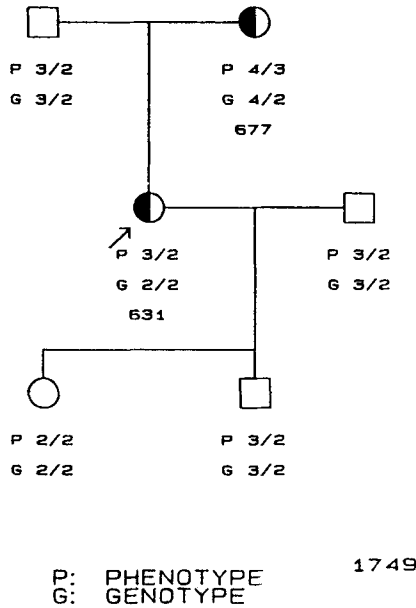 P 3/2 P 4/3
G 3/2 G 4/2
677
P 3/2 P 3/2
G 2/2 G 3/2
631
P 2/2 P 3/2
G 2/2 G 3/2
1749
P: PHENOTYPE
G: GENOTYPE